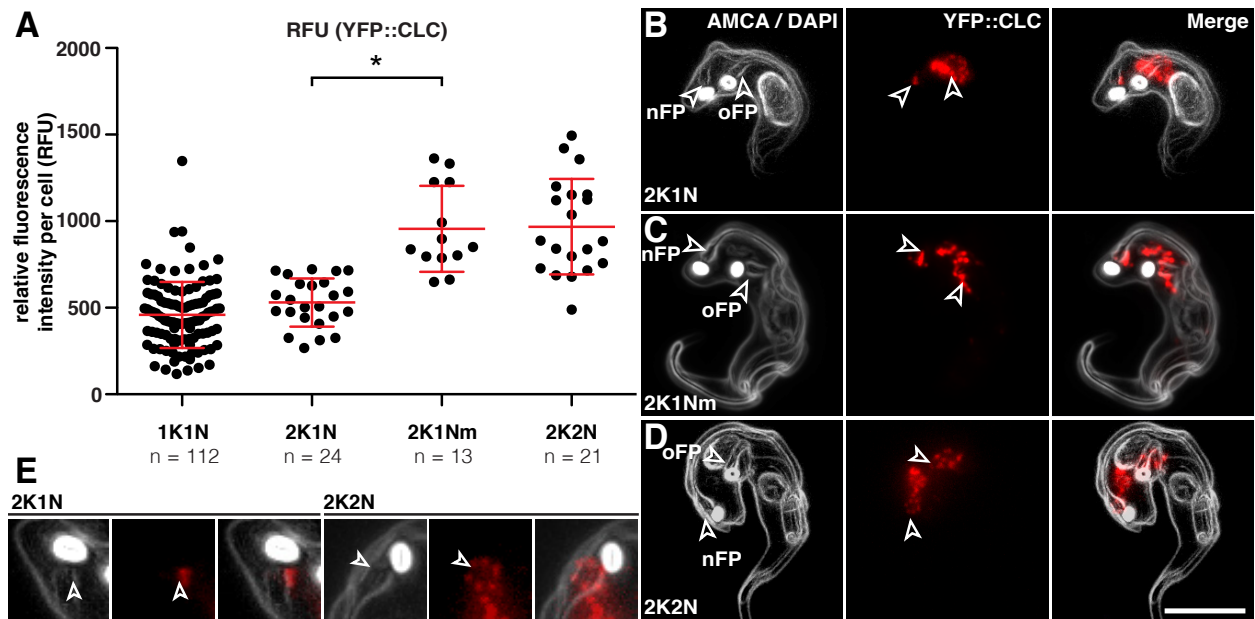 A
RFU (YFP::CLC)
relative fluorescence
intensity per cell (RFU)
2000
1500
1000
500
0
*
1K1N
2K1N
2K1Nm
2K2N
n = 112
n = 24
n = 13
n = 21
B
AMCA / DAPI
YFP::CLC
Merge
nFP
oFP
2K1N
C
nFP
oFP
2K1Nm
D
oFP
nFP
2K2N
E
2K1N
2K2N